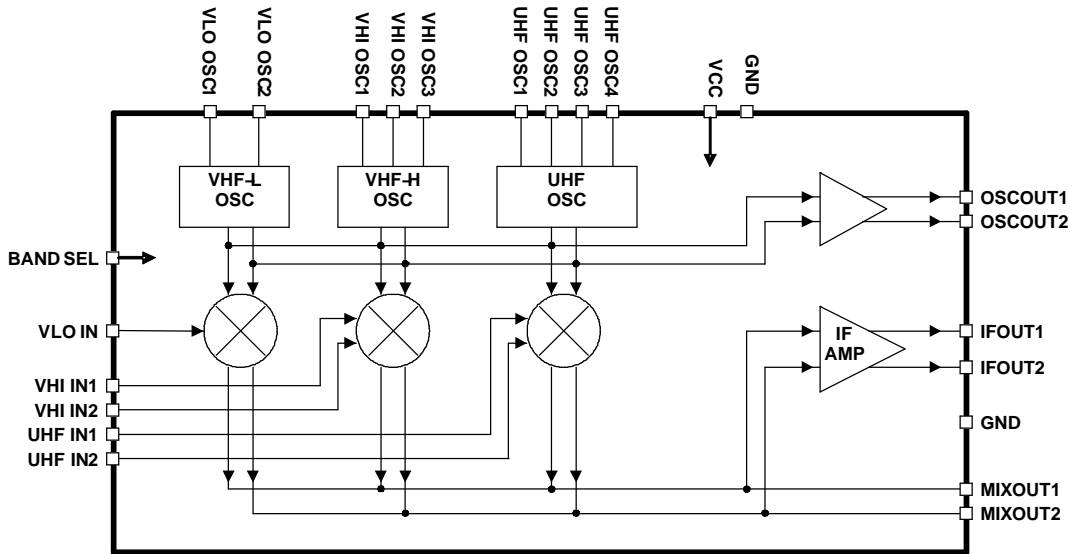 VLO OSC1
VLO OSC2
VHI OSC1
VHI OSC2
VHI OSC3
UHF OSC1
UHF OSC2
UHF OSC3
UHF OSC4
VCC
GND
VHF-L
OSC
VHF-H
OSC
UHF
OSC
OSCOUT1
OSCOUT2
BAND SEL
VLO IN
IF
AMP
IFOUT1
IFOUT2
VHI IN1
VHI IN2
UHF IN1
UHF IN2
GND
MIXOUT1
MIXOUT2